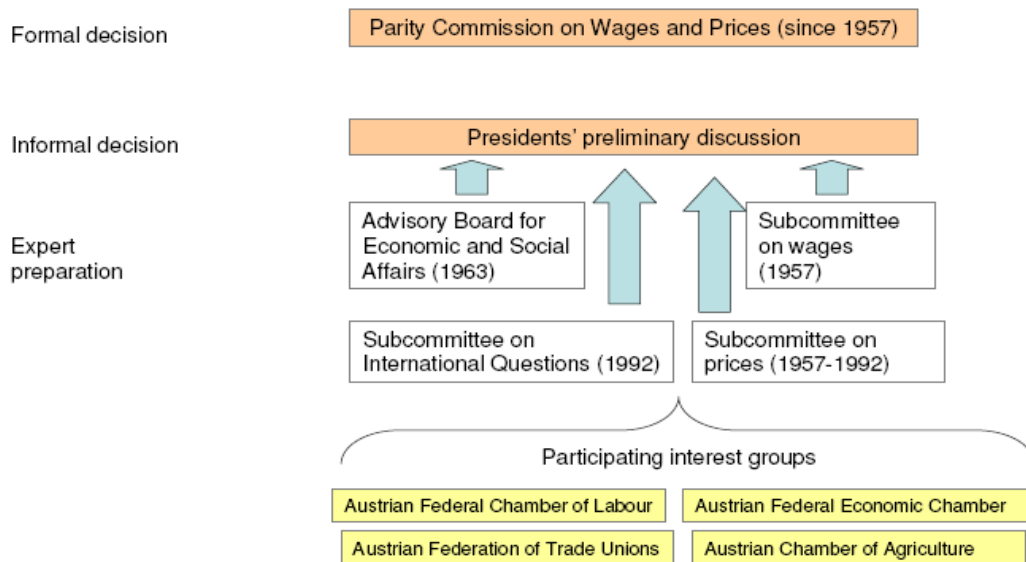 Formal decision
Parity Commission on Wages and Prices (since 1957)
Informal decision
Presidents’ preliminary discussion
Expert
preparation
Advisory Board for
Economic and Social
Affairs (1963)
Subcommittee
on wages
(1957)
Subcommittee on
International Questions (1992)
Subcommittee on
prices (1957-1992)
Participating interest groups
Austrian Federal Chamber of Labour
Austrian Federal Economic Chamber
Austrian Federation of Trade Unions
Austrian Chamber of Agriculture